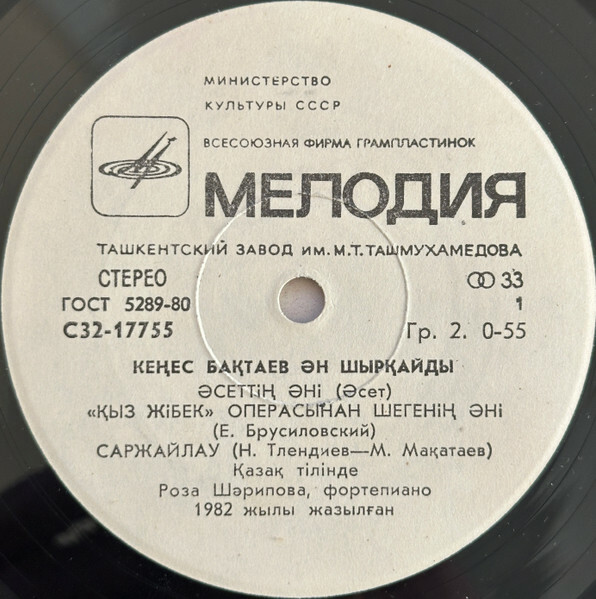 МИНИСТЕРСТВО
КУЛЬТУРЫ СССР
ВСЕСОЮЗНАЯ ФИРМА ГРАМПЛАСТИНОК
МЕЛОДИЯ
ТАШКЕНТСКИЙ ЗАВОД ИМ. М.Т. ТАШМУХАМЕДОВА
СТЕРЕО 33
ГОСТ 5289-80 1
С32-17755 Гр. 2. 0-55
КЕҢЕС БАҚТАЕВ ӘН ШЫРҚАЙДЫ
ӘСЕТТІҢ ӘНІ (Әсет)
«ҚЫЗ ЖІБЕК» ОПЕРАСЫНАН ШЕГЕНІҢ ӘНІ
(Е. Брусиловский)
САРЖАЙЛАУ (Н. Тлендиев—М. Мақатаев)
Қазақ тілінде
Роза Шәрипова, фортепиано
1982 жылы жазылған